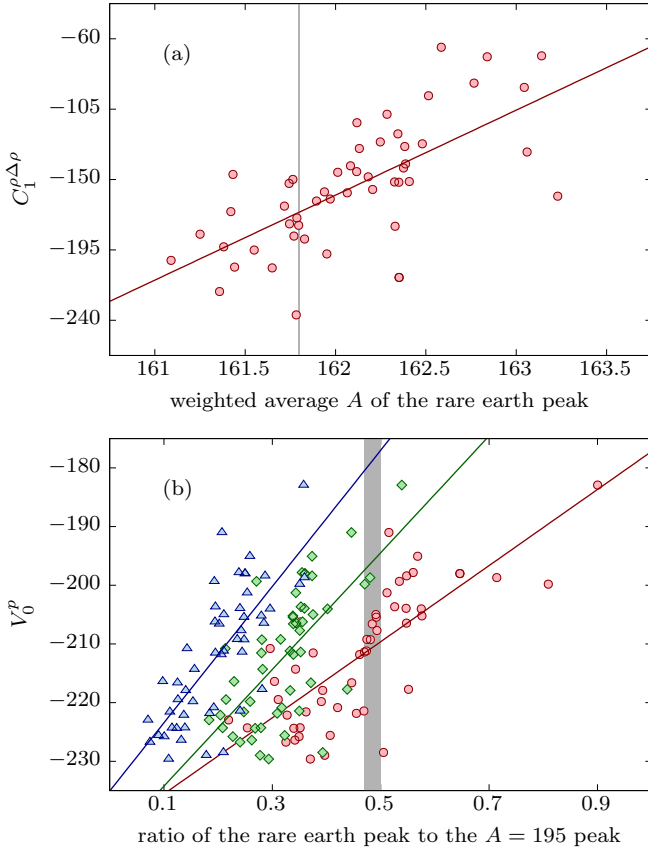 −60
−105
−150
−195
−240
C₁^{ρΔρ}
(a)
161 161.5 162 162.5 163 163.5
weighted average A of the rare earth peak
−180
−190
−200
−210
−220
−230
V₀^p
(b)
0.1 0.3 0.5 0.7 0.9
ratio of the rare earth peak to the A = 195 peak